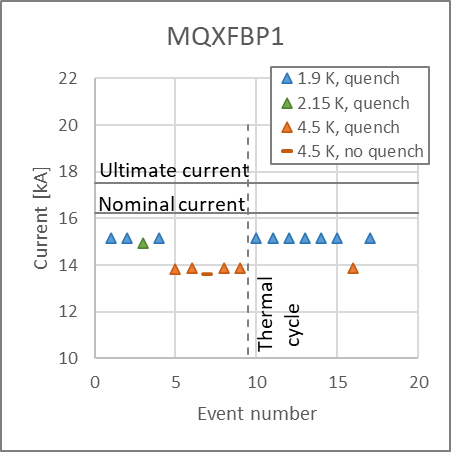 MQXFBP1
22
20
18
16
14
12
10
Current [kA]
1.9 K, quench
2.15 K, quench
4.5 K, quench
4.5 K, no quench
Ultimate current
Nominal current
Thermal
cycle
0
5
10
15
20
Event number